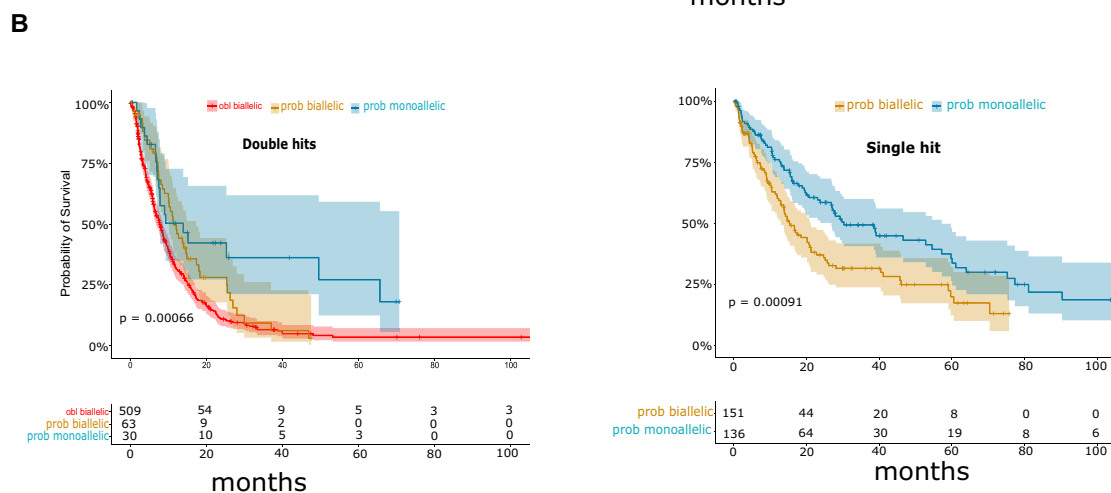 months
B
obl biallelic prob biallelic prob monoallelic
Double hits
Probability of Survival
100%
75%
50%
25%
0%
p = 0.00066
0 20 40 60 80 100
obl biallelic 509 54 9 5 3 3
prob biallelic 63 9 2 0 0 0
prob monoallelic 30 10 5 3 0 0
0 20 40 60 80 100
months
prob biallelic prob monoallelic
Single hit
100%
75%
50%
25%
0%
p = 0.00091
0 20 40 60 80 100
prob biallelic 151 44 20 8 0 0
prob monoallelic 136 64 30 19 8 6
0 20 40 60 80 100
months